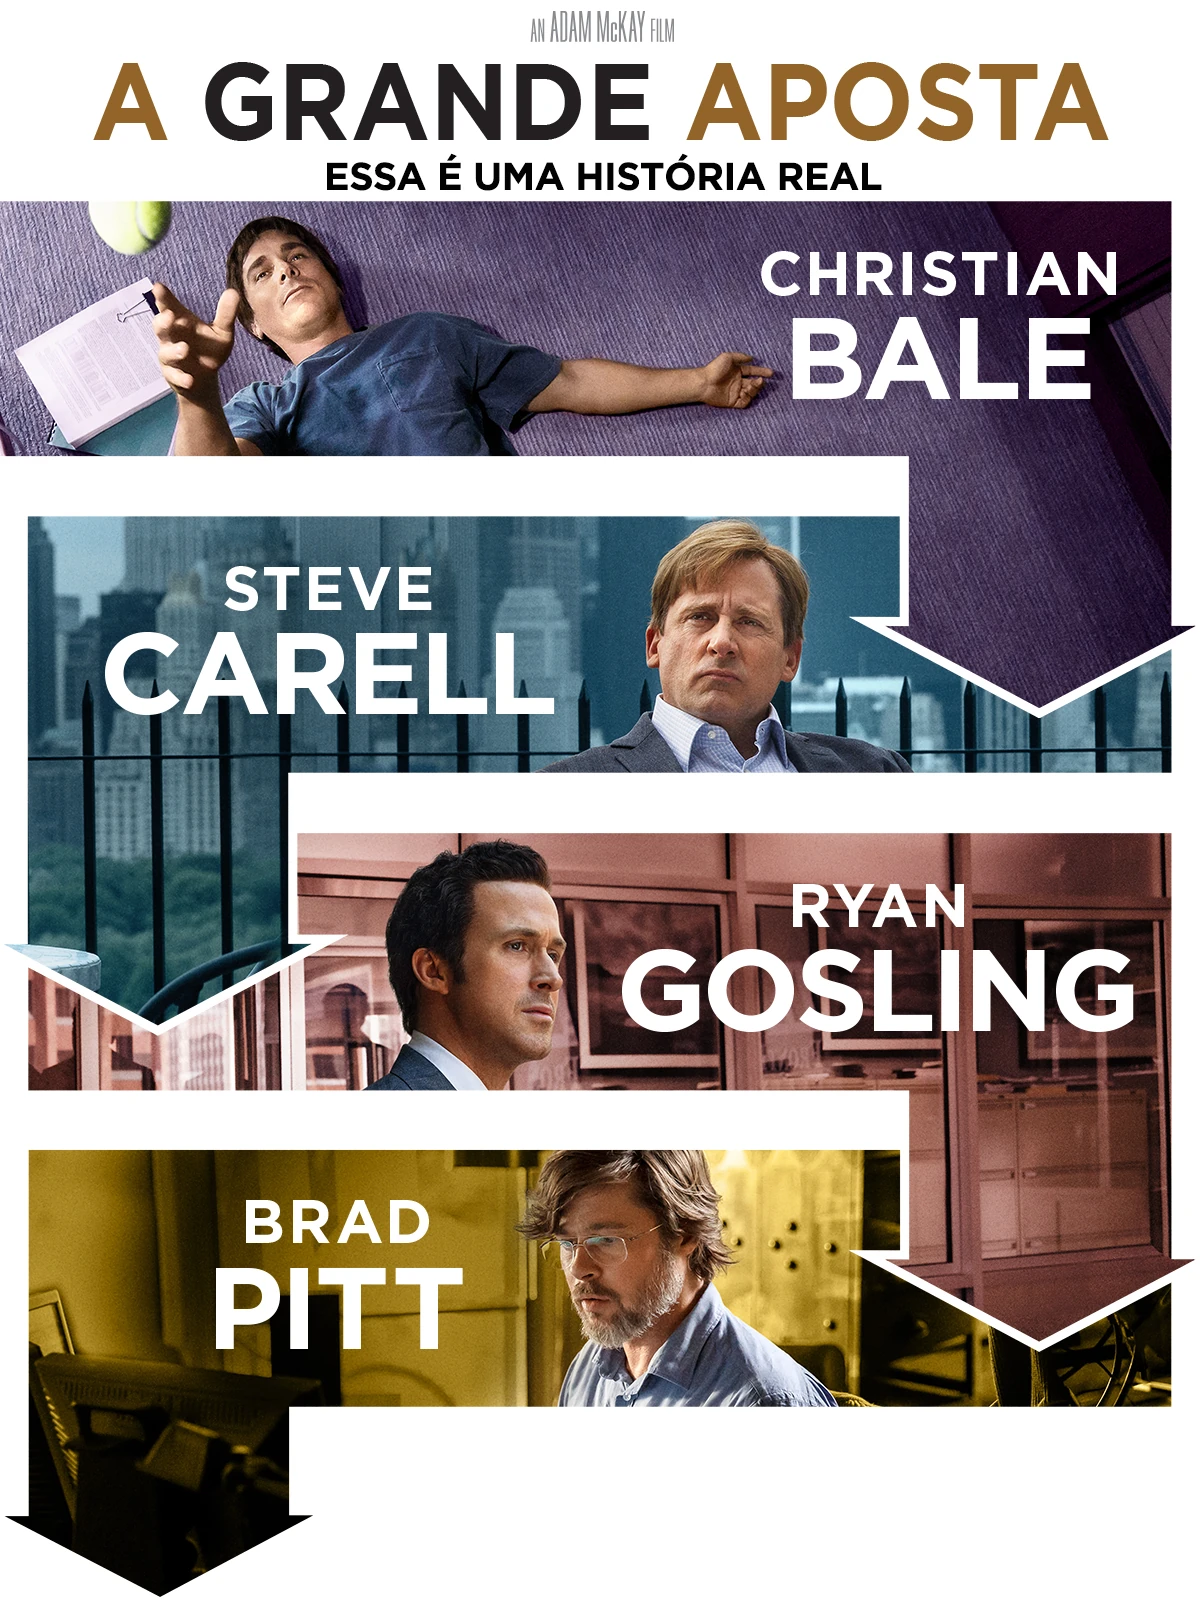 AN ADAM McKAY FILM
A GRANDE APOSTA
ESSA É UMA HISTÓRIA REAL
CHRISTIAN
BALE
STEVE
CARELL
RYAN
GOSLING
BRAD
PITT